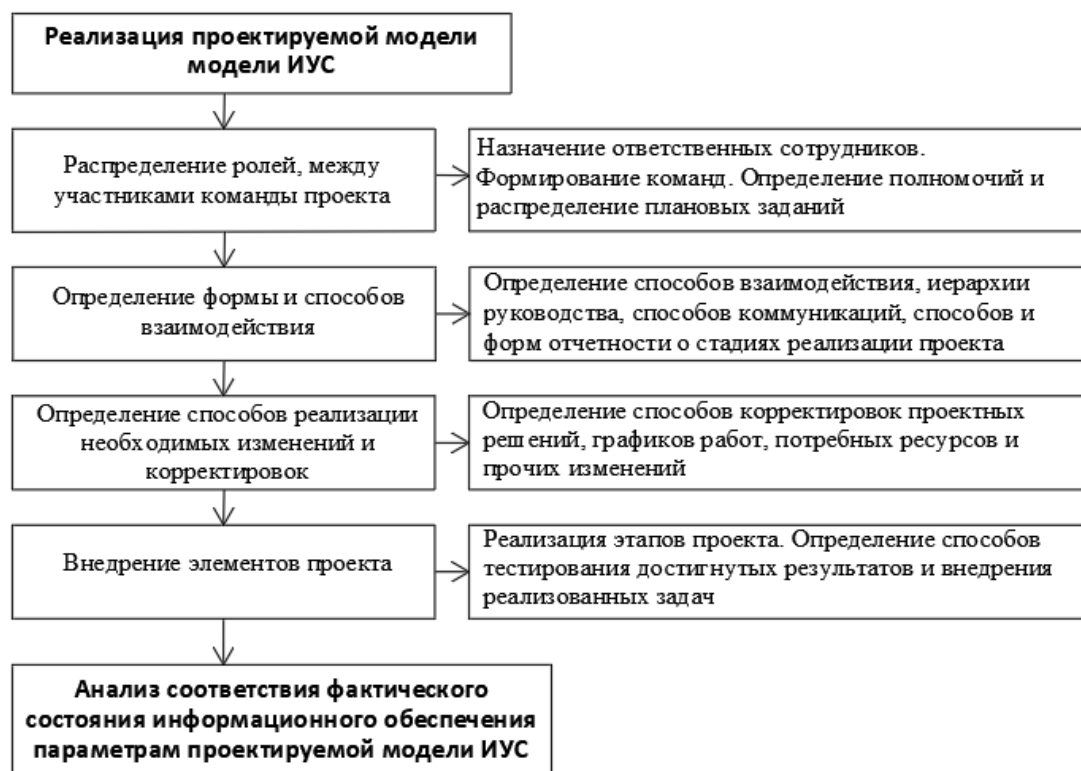 Реализация проектируемой модели
модели ИУС
Распределение ролей, между
участниками команды проекта
Назначение ответственных сотрудников.
Формирование команд. Определение полномочий и
распределение плановых заданий
Определение формы и способов
взаимодействия
Определение способов взаимодействия, иерархии
руководства, способов коммуникаций, способов и
форм отчетности о стадиях реализации проекта
Определение способов реализации
необходимых изменений и
корректировок
Определение способов корректировок проектных
решений, графиков работ, потребных ресурсов и
прочих изменений
Внедрение элементов проекта
Реализация этапов проекта. Определение способов
тестирования достигнутых результатов и внедрения
реализованных задач
Анализ соответствия фактического
состояния информационного обеспечения
параметрам проектируемой модели ИУС